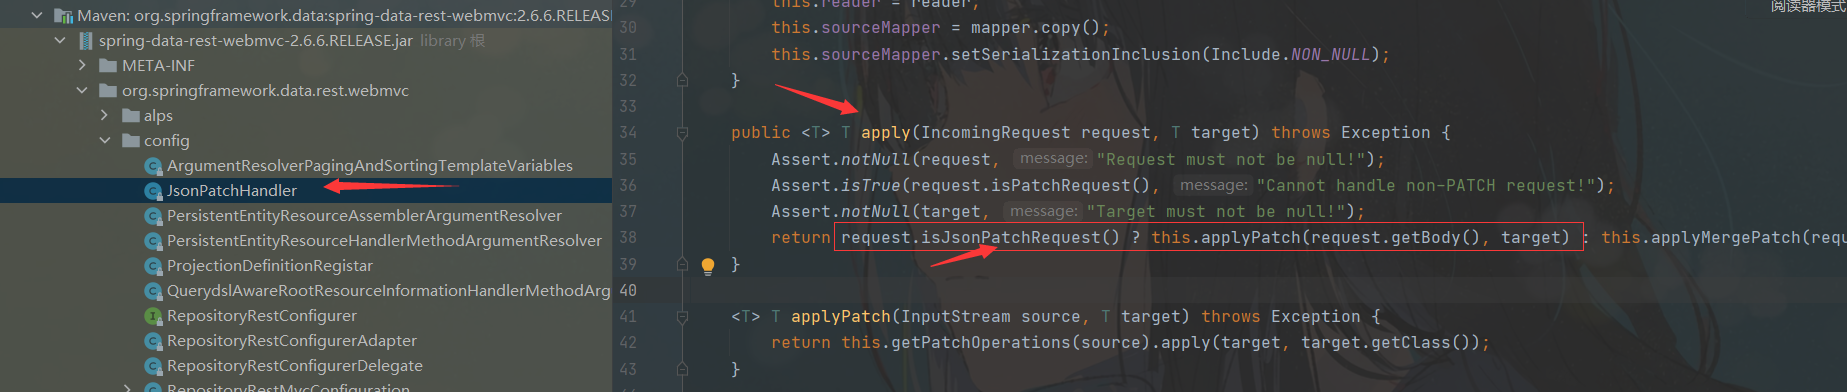 Maven: org.springframework.data:spring-data-rest-webmvc:2.6.6.RELEASE
spring-data-rest-webmvc-2.6.6.RELEASE.jar library 根
META-INF
org.springframework.data.rest.webmvc
alps
config
ArgumentResolverPagingAndSortingTemplateVariables
JsonPatchHandler
PersistentEntityResourceAssemblerArgumentResolver
PersistentEntityResourceHandlerMethodArgumentResolver
ProjectionDefinitionRegistar
QuerydslAwareRootResourceInformationHandlerMethodArg
RepositoryRestConfigurer
RepositoryRestConfigurerAdapter
RepositoryRestConfigurerDelegate
RepositoryRestMvcConfiguration
阅读器模式
29 this.reader = reader;
30 this.sourceMapper = mapper.copy();
31 this.sourceMapper.setSerializationInclusion(Include.NON_NULL);
32 }
33
34 public <T> T apply(IncomingRequest request, T target) throws Exception {
35 Assert.notNull(request, message: "Request must not be null!");
36 Assert.isTrue(request.isPatchRequest(), message: "Cannot handle non-PATCH request!");
37 Assert.notNull(target, message: "Target must not be null!");
38 return request.isJsonPatchRequest() ? this.applyPatch(request.getBody(), target) : this.applyMergePatch(requ
39 }
40
41 <T> T applyPatch(InputStream source, T target) throws Exception {
42 return this.getPatchOperations(source).apply(target, target.getClass());
43 }